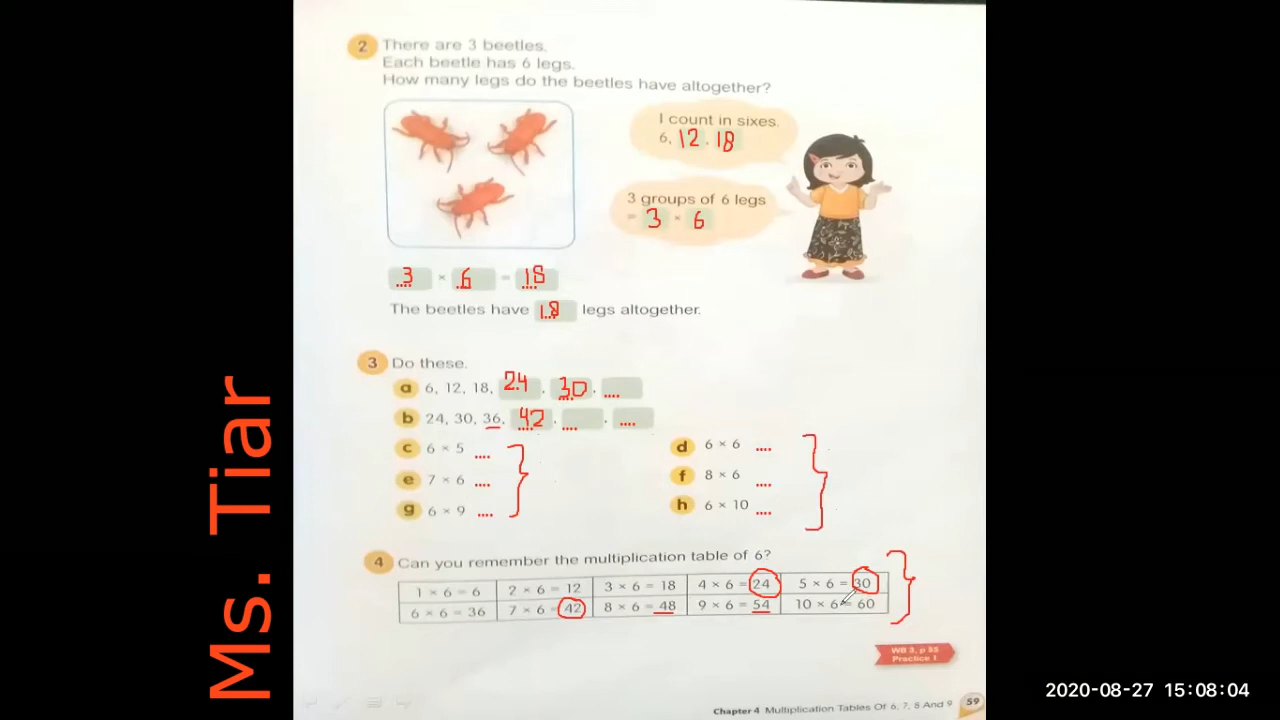 2 There are 3 beetles.
Each beetle has 6 legs.
How many legs do the beetles have altogether?
I count in sixes.
6, 12, 18
3 groups of 6 legs
= 3 × 6
3 × 6 = 18
The beetles have 18 legs altogether.
3 Do these.
a 6, 12, 18, 24, 30, ....
b 24, 30, 36, 42, ...., ....
c 6 × 5 ....
d 6 × 6 ....
e 7 × 6 ....
f 8 × 6 ....
g 6 × 9 ....
h 6 × 10 ....
4 Can you remember the multiplication table of 6?
1 × 6 = 6 2 × 6 = 12 3 × 6 = 18 4 × 6 = 24 5 × 6 = 30
6 × 6 = 36 7 × 6 = 42 8 × 6 = 48 9 × 6 = 54 10 × 6 = 60
WB 3, p 55
Practice 1
Chapter 4 Multiplication Tables Of 6, 7, 8 And 9 59
Ms. Tiar
2020-08-27 15:08:04